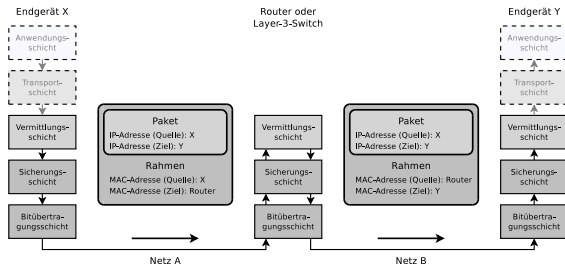 Endgerät X
Router oder
Layer-3-Switch
Endgerät Y
Anwendungs-
schicht
Transport-
schicht
Vermittlungs-
schicht
Sicherungs-
schicht
Bitübertra-
gungsschicht
Paket
IP-Adresse (Quelle): X
IP-Adresse (Ziel): Y
Rahmen
MAC-Adresse (Quelle): X
MAC-Adresse (Ziel): Router
Vermittlungs-
schicht
Sicherungs-
schicht
Bitübertra-
gungsschicht
Paket
IP-Adresse (Quelle): X
IP-Adresse (Ziel): Y
Rahmen
MAC-Adresse (Quelle): Router
MAC-Adresse (Ziel): Y
Anwendungs-
schicht
Transport-
schicht
Vermittlungs-
schicht
Sicherungs-
schicht
Bitübertra-
gungsschicht
Netz A
Netz B